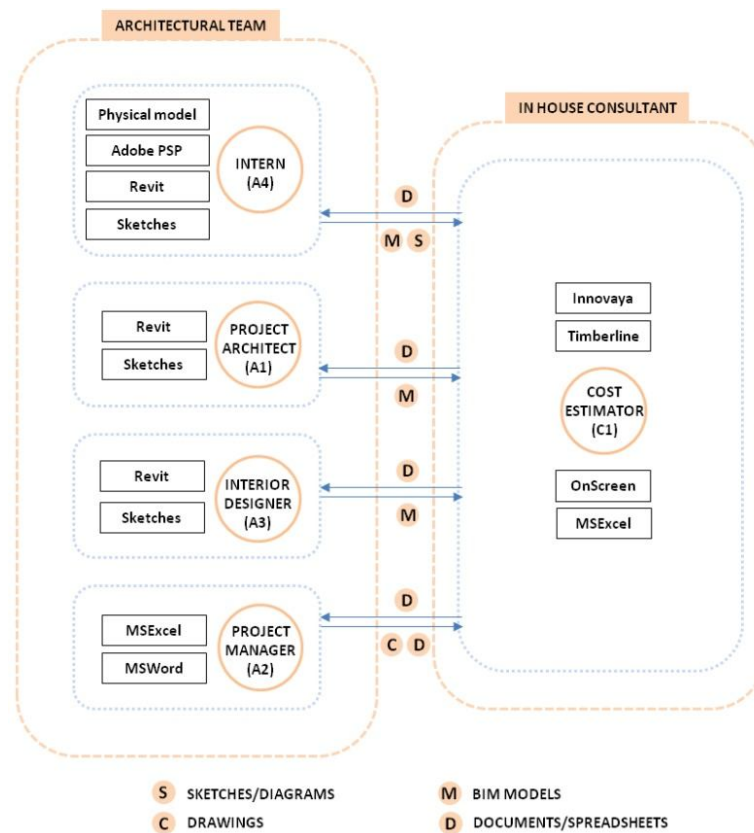 ARCHITECTURAL TEAM
Physical model
Adobe PSP
Revit
Sketches
INTERN
(A4)
D
M S
Revit
Sketches
PROJECT
ARCHITECT
(A1)
D
M
Revit
Sketches
INTERIOR
DESIGNER
(A3)
D
M
MSExcel
MSWord
PROJECT
MANAGER
(A2)
D
C D
IN HOUSE CONSULTANT
Innovaya
Timberline
COST
ESTIMATOR
(C1)
OnScreen
MSExcel
S SKETCHES/DIAGRAMS
M BIM MODELS
C DRAWINGS
D DOCUMENTS/SPREADSHEETS